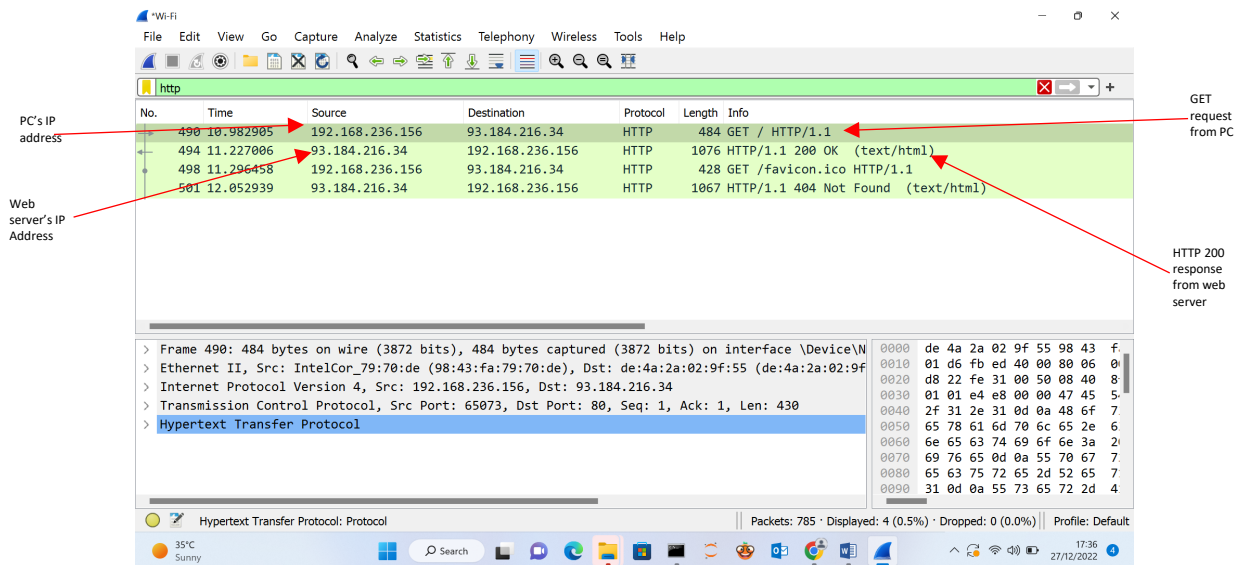 *Wi-Fi
File Edit View Go Capture Analyze Statistics Telephony Wireless Tools Help
http
No. Time Source Destination Protocol Length Info
490 10.982905 192.168.236.156 93.184.216.34 HTTP 484 GET / HTTP/1.1
494 11.227006 93.184.216.34 192.168.236.156 HTTP 1076 HTTP/1.1 200 OK (text/html)
498 11.296458 192.168.236.156 93.184.216.34 HTTP 428 GET /favicon.ico HTTP/1.1
501 12.052939 93.184.216.34 192.168.236.156 HTTP 1067 HTTP/1.1 404 Not Found (text/html)
PC's IP
address
Web
server's IP
Address
GET
request
from PC
HTTP 200
response
from web
server
> Frame 490: 484 bytes on wire (3872 bits), 484 bytes captured (3872 bits) on interface \Device\N
> Ethernet II, Src: IntelCor_79:70:de (98:43:fa:79:70:de), Dst: de:4a:2a:02:9f:55 (de:4a:2a:02:9f
> Internet Protocol Version 4, Src: 192.168.236.156, Dst: 93.184.216.34
> Transmission Control Protocol, Src Port: 65073, Dst Port: 80, Seq: 1, Ack: 1, Len: 430
> Hypertext Transfer Protocol
0000 de 4a 2a 02 9f 55 98 43
0010 01 d6 fb ed 40 00 80 06
0020 d8 22 fe 31 00 50 08 40
0030 01 01 e4 e8 00 00 47 45
0040 2f 31 2e 31 0d 0a 48 6f
0050 65 78 61 6d 70 6c 65 2e
0060 6e 65 63 74 69 6f 6e 3a
0070 69 76 65 0d 0a 55 70 67
0080 65 63 75 72 65 2d 52 65
0090 31 0d 0a 55 73 65 72 2d
Hypertext Transfer Protocol: Protocol
Packets: 785 · Displayed: 4 (0.5%) · Dropped: 0 (0.0%)
Profile: Default
35°C
Sunny
Search
17:36
27/12/2022
4